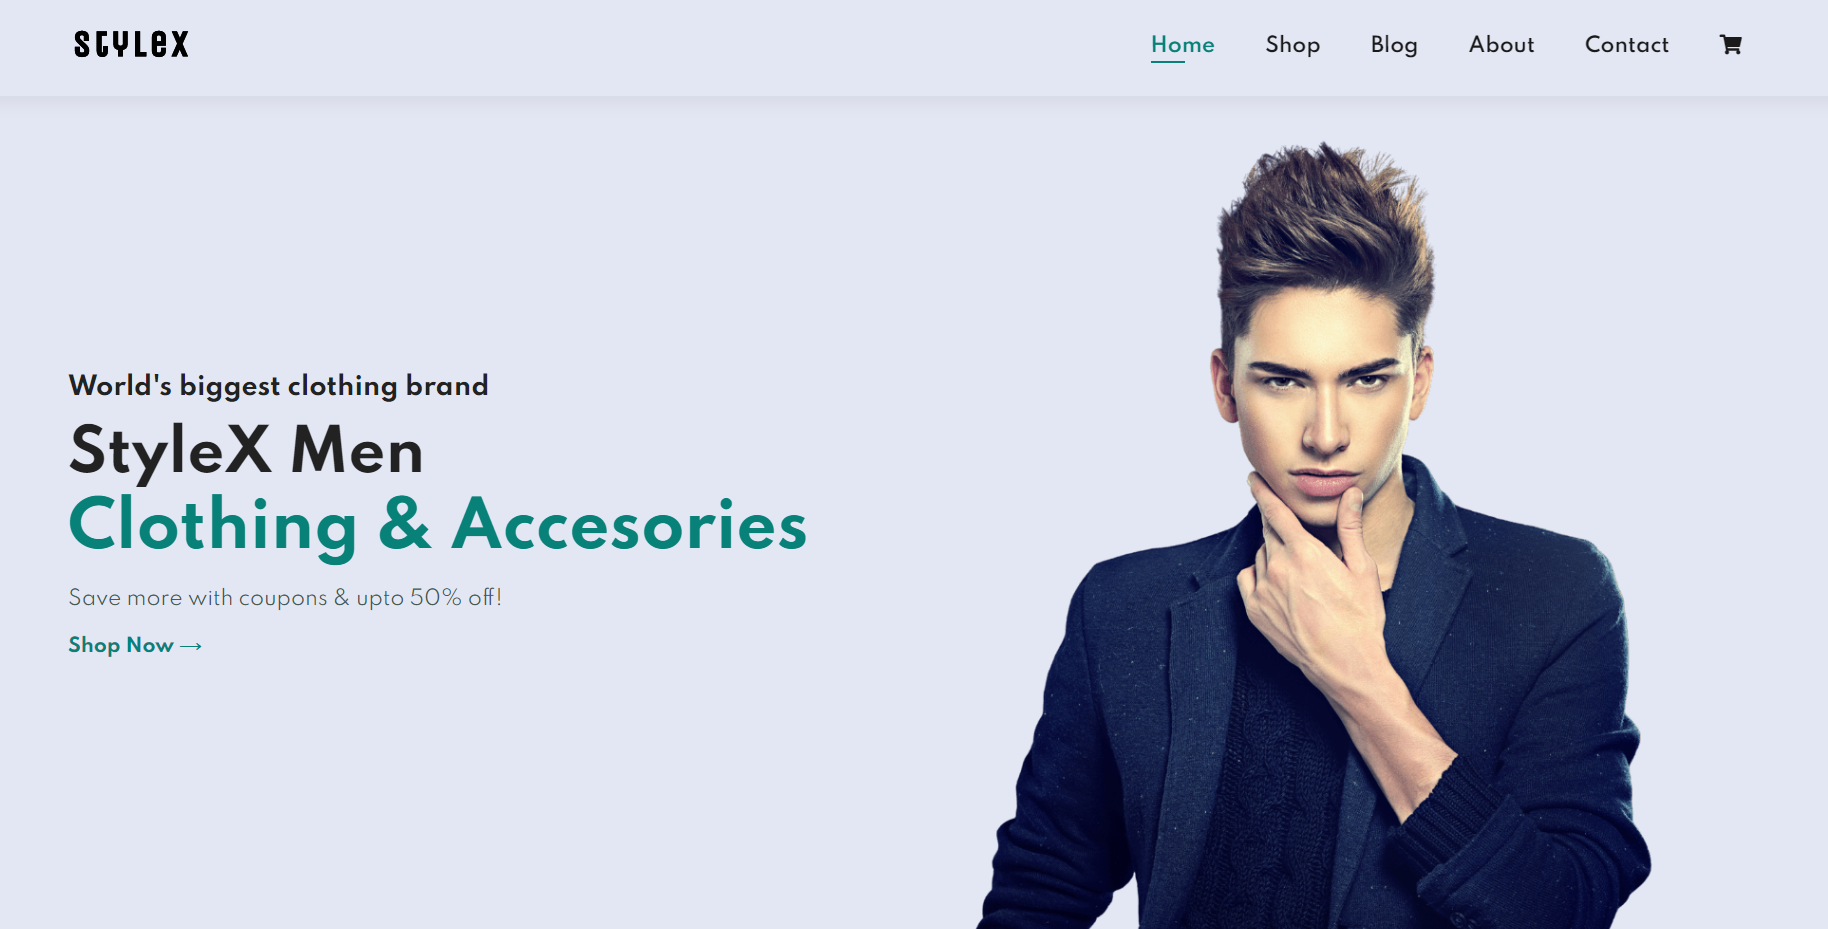 STYLEX
Home Shop Blog About Contact
World's biggest clothing brand
StyleX Men
Clothing & Accesories
Save more with coupons & upto 50% off!
Shop Now →